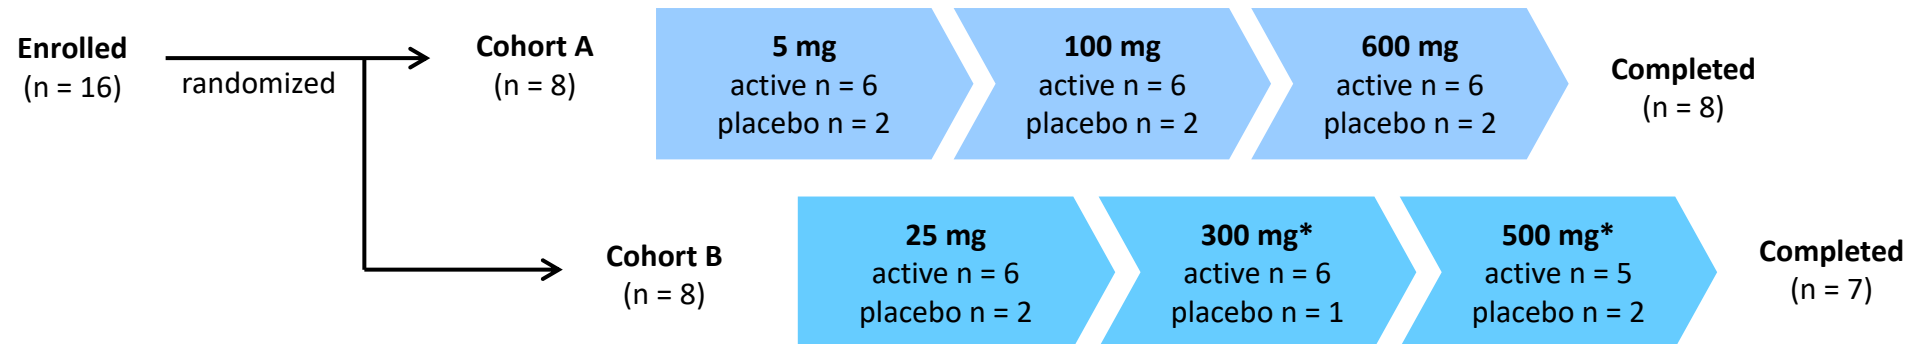 Enrolled
(n = 16)
randomized
Cohort A
(n = 8)
5 mg
active n = 6
placebo n = 2
100 mg
active n = 6
placebo n = 2
600 mg
active n = 6
placebo n = 2
Completed
(n = 8)
Cohort B
(n = 8)
25 mg
active n = 6
placebo n = 2
300 mg*
active n = 6
placebo n = 1
500 mg*
active n = 5
placebo n = 2
Completed
(n = 7)